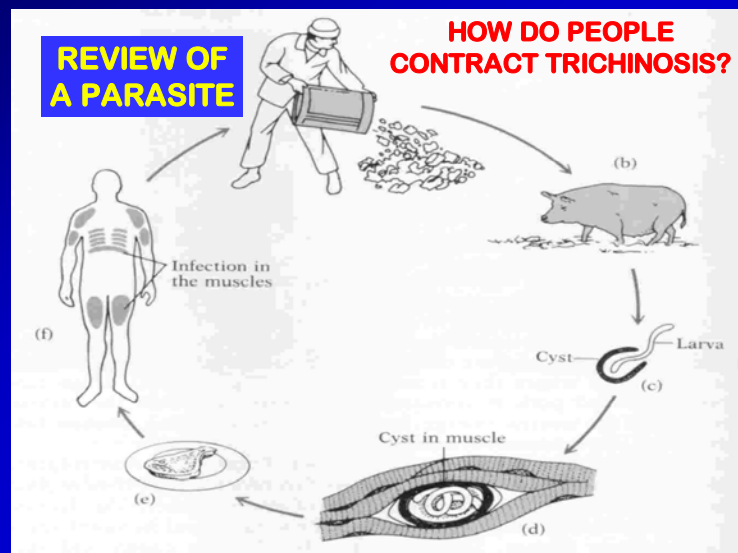 REVIEW OF
A PARASITE
HOW DO PEOPLE
CONTRACT TRICHINOSIS?
(b)
Infection in
the muscles
(f)
Cyst
Larva
(c)
Cyst in muscle
(e)
(d)